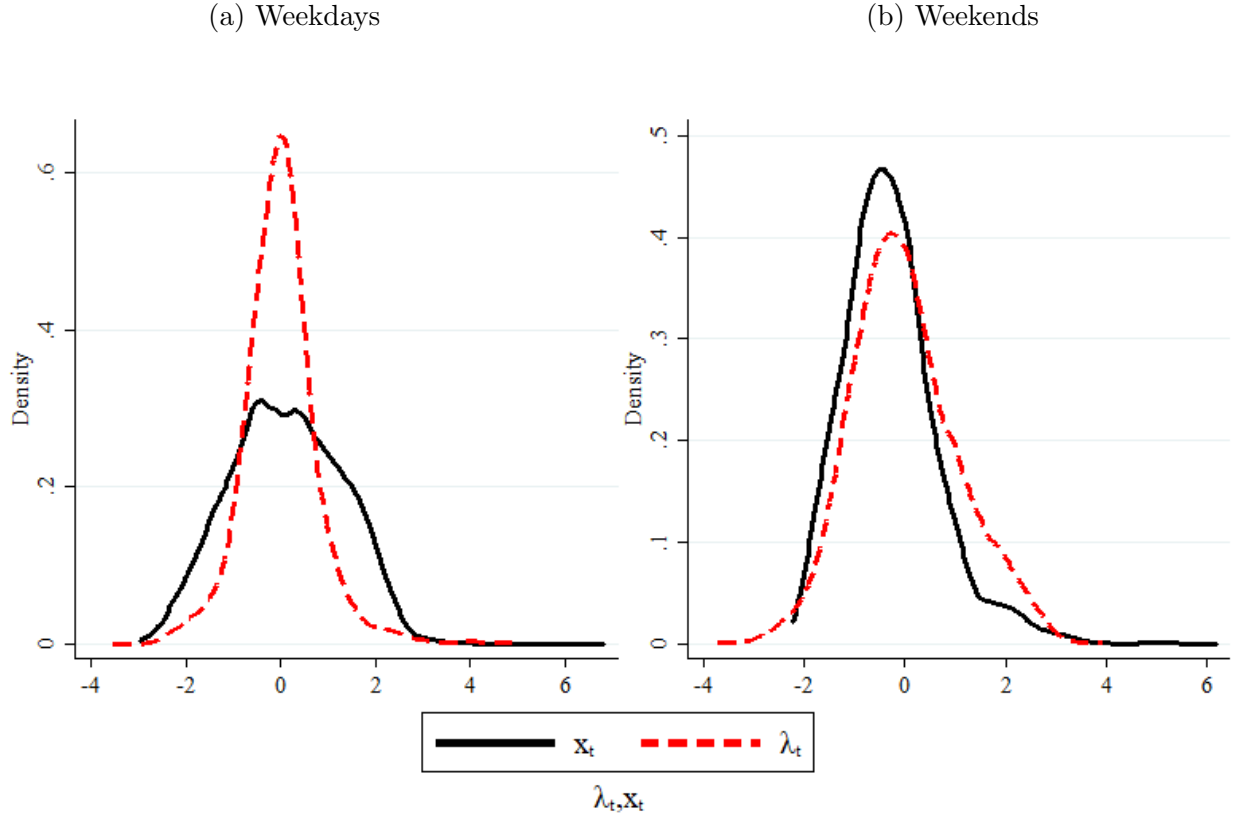 (a) Weekdays
(b) Weekends
Density
0
.2
.4
.6
-4 -2 0 2 4 6
Density
0
.1
.2
.3
.4
.5
-4 -2 0 2 4 6
xₜ λₜ
λₜ,xₜ